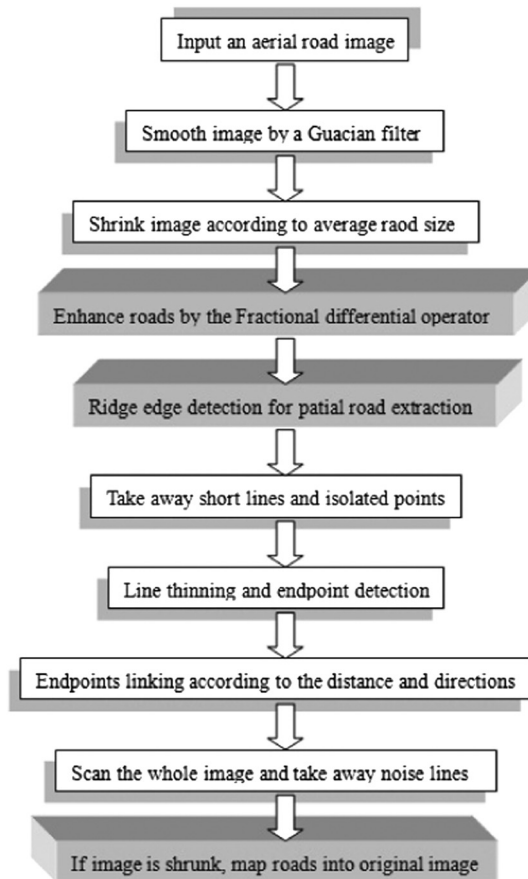 Input an aerial road image
Smooth image by a Guacian filter
Shrink image according to average raod size
Enhance roads by the Fractional differential operator
Ridge edge detection for patial road extraction
Take away short lines and isolated points
Line thinning and endpoint detection
Endpoints linking according to the distance and directions
Scan the whole image and take away noise lines
If image is shrunk, map roads into original image